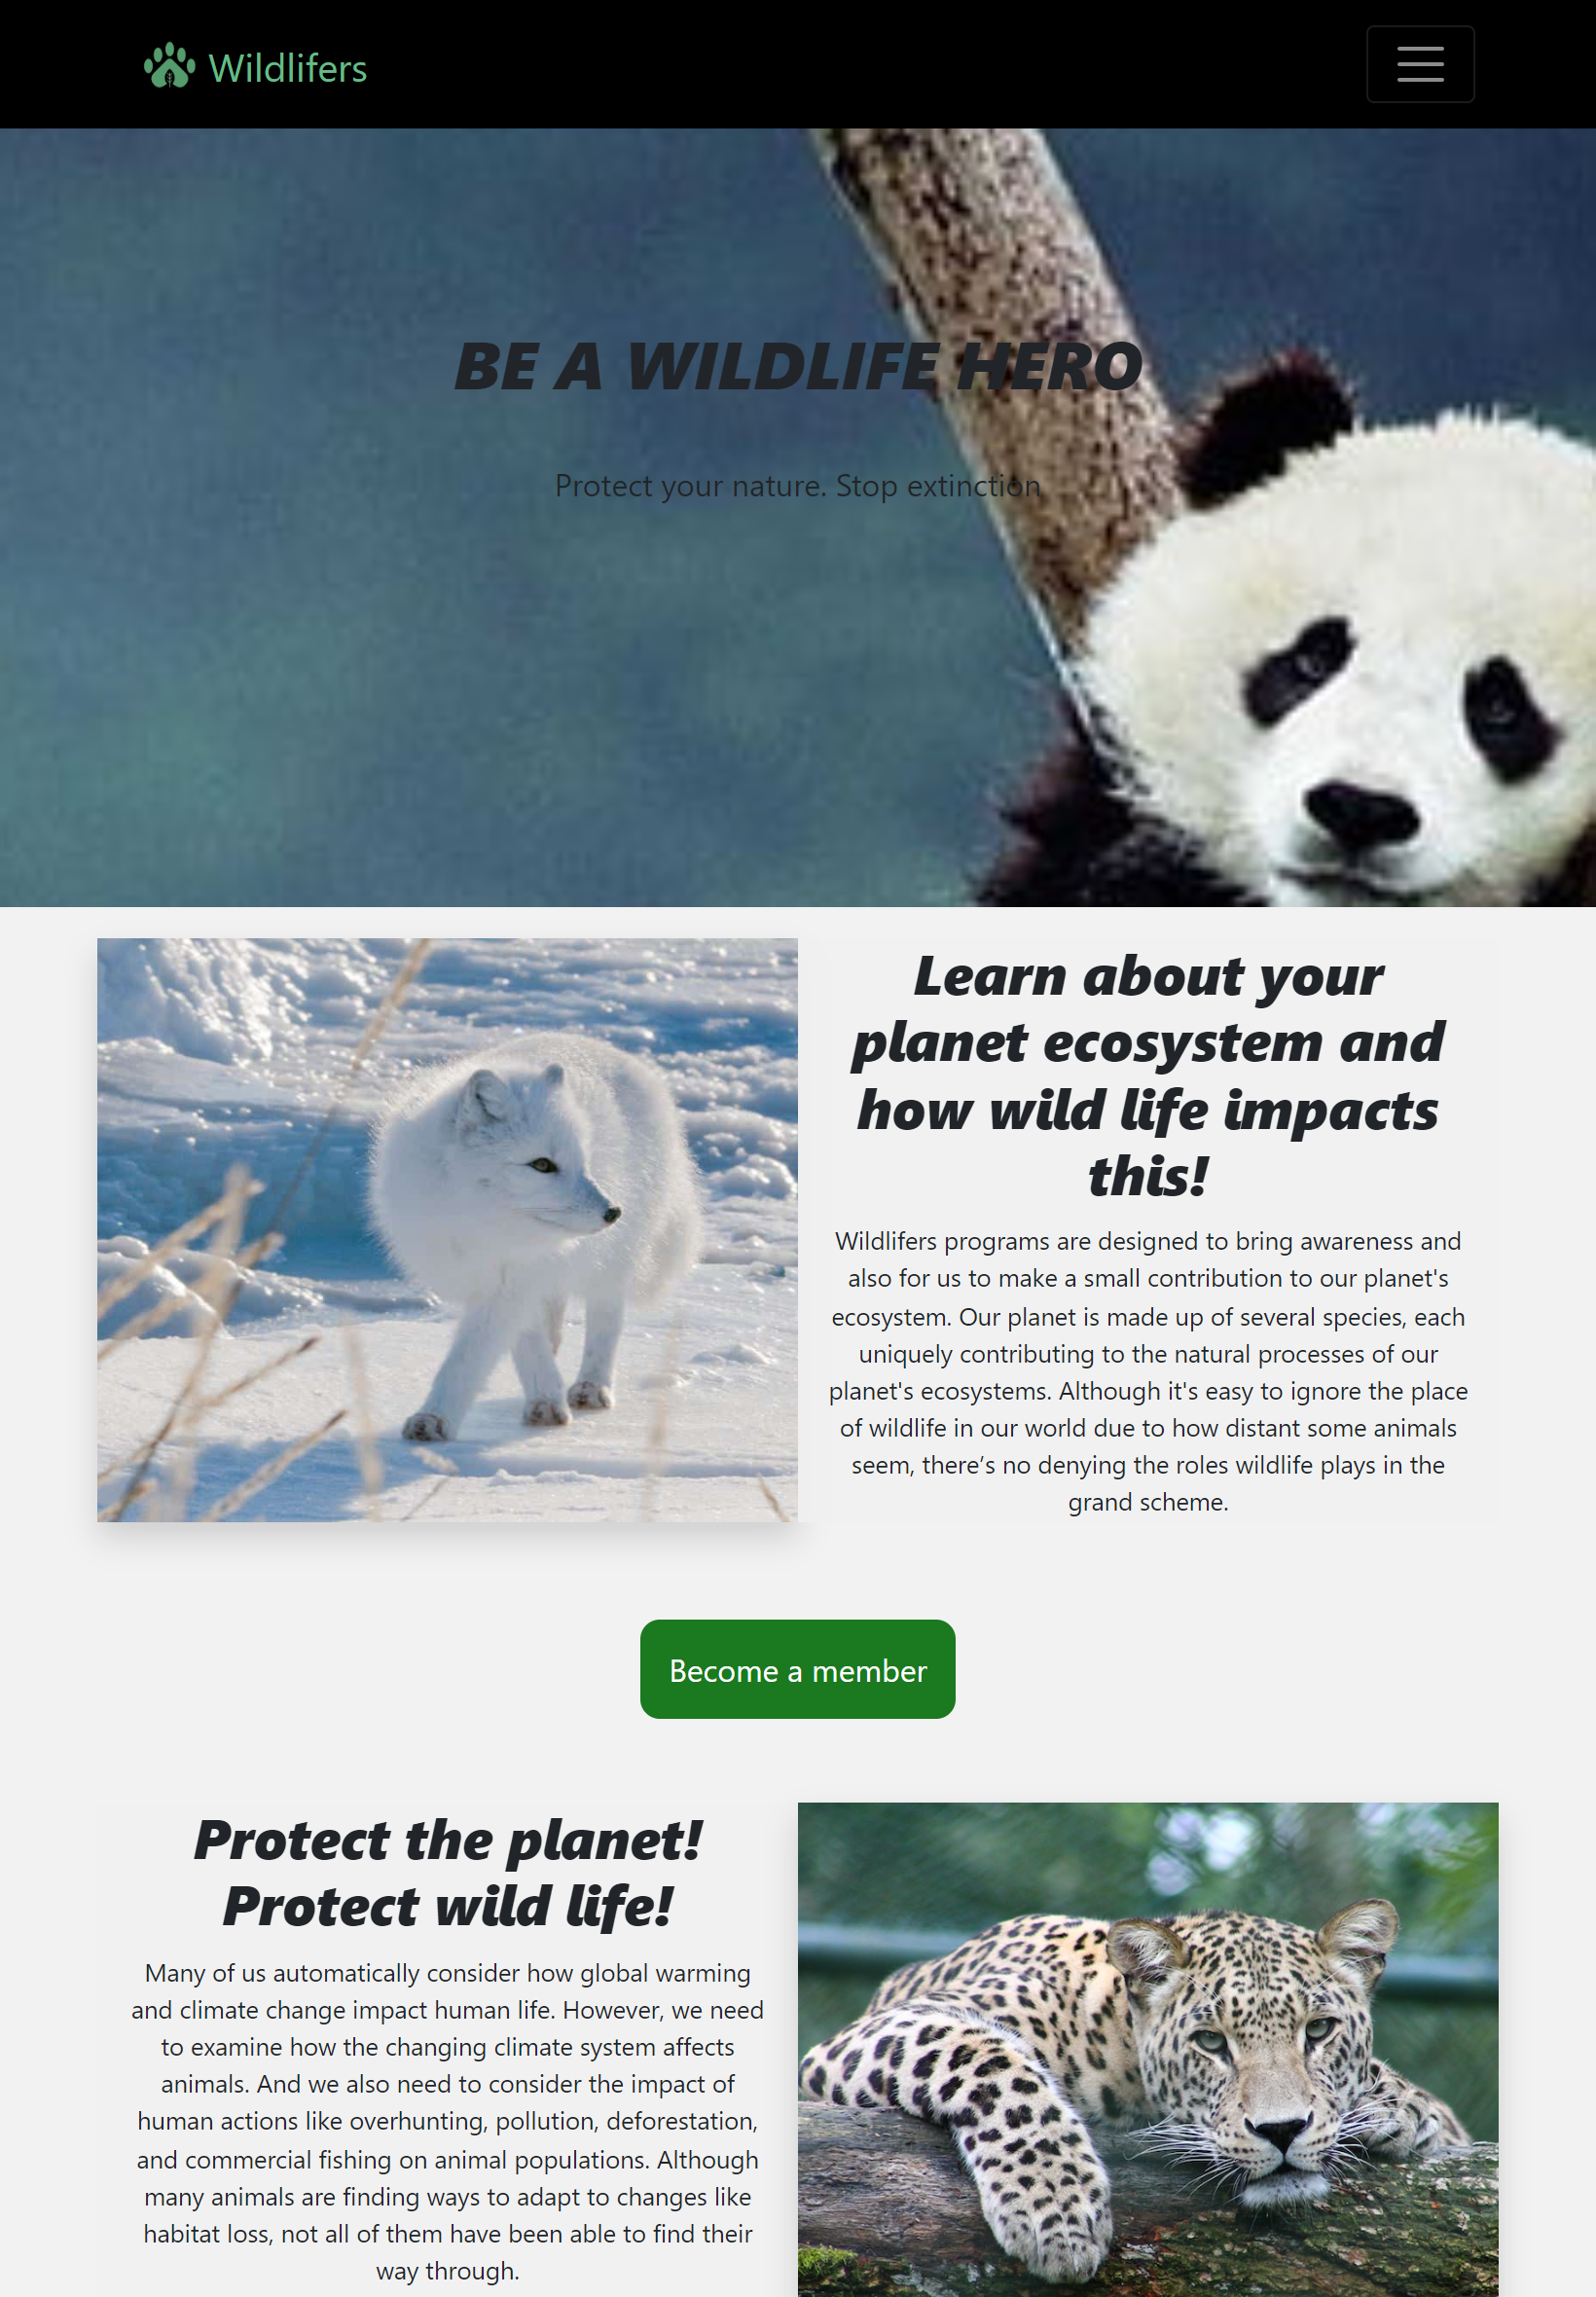 Wildlifers
BE A WILDLIFE HERO
Protect your nature. Stop extinction
Learn about your
planet ecosystem and
how wild life impacts
this!
Wildlifers programs are designed to bring awareness and
also for us to make a small contribution to our planet's
ecosystem. Our planet is made up of several species, each
uniquely contributing to the natural processes of our
planet's ecosystems. Although it's easy to ignore the place
of wildlife in our world due to how distant some animals
seem, there’s no denying the roles wildlife plays in the
grand scheme.
Become a member
Protect the planet!
Protect wild life!
Many of us automatically consider how global warming
and climate change impact human life. However, we need
to examine how the changing climate system affects
animals. And we also need to consider the impact of
human actions like overhunting, pollution, deforestation,
and commercial fishing on animal populations. Although
many animals are finding ways to adapt to changes like
habitat loss, not all of them have been able to find their
way through.